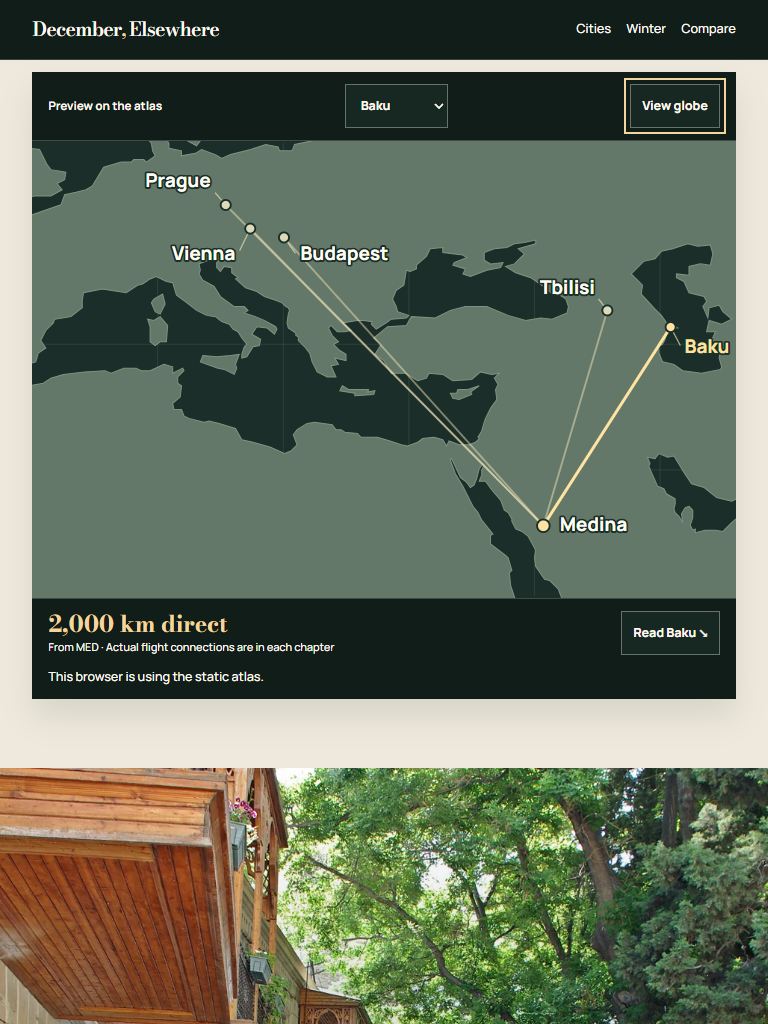 December, Elsewhere
Cities Winter Compare
Preview on the atlas
Baku
View globe
Prague
Vienna
Budapest
Tbilisi
Baku
Medina
2,000 km direct
From MED · Actual flight connections are in each chapter
Read Baku ↘
This browser is using the static atlas.